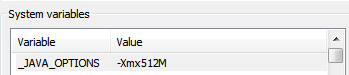 System variables
Variable Value
_JAVA_OPTIONS -Xmx512M